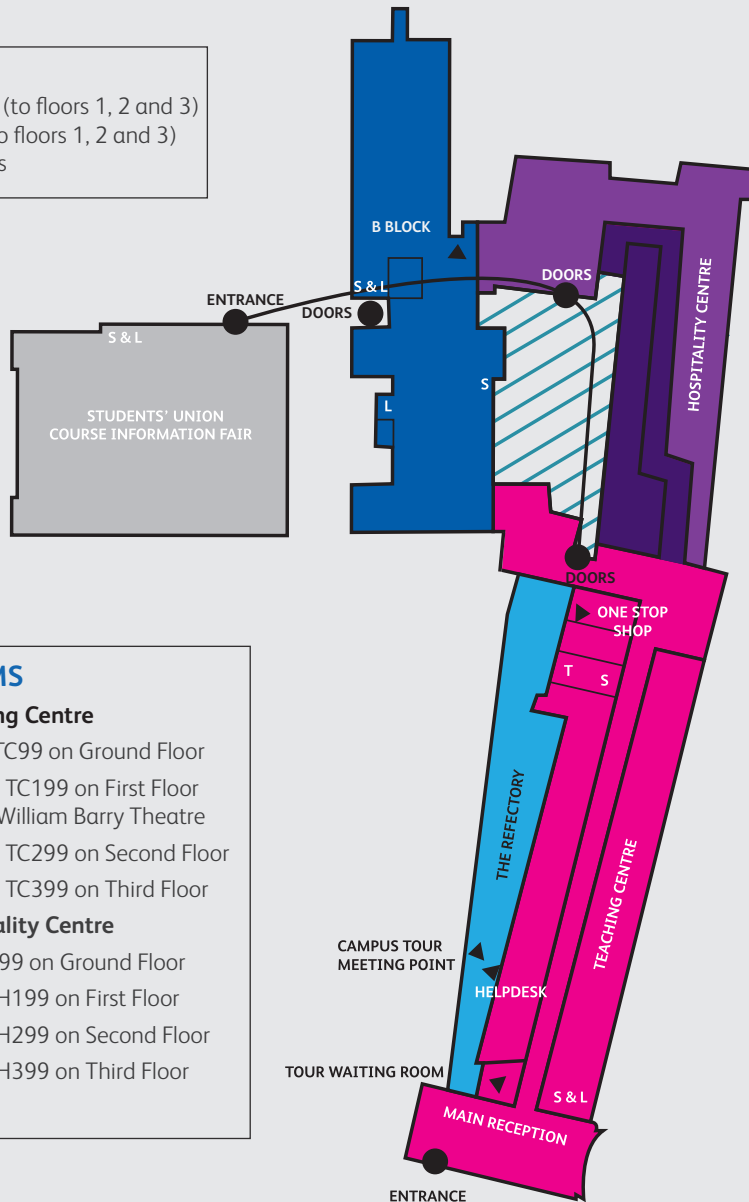 (to floors 1, 2 and 3)
floors 1, 2 and 3)
B BLOCK
S & L
DOORS
ENTRANCE
DOORS
S & L
HOSPITALITY CENTRE
STUDENTS’ UNION
COURSE INFORMATION FAIR
L
S
DOORS
ONE STOP
SHOP
T
S
Centre
TC99 on Ground Floor
TC199 on First Floor
William Barry Theatre
TC299 on Second Floor
TC399 on Third Floor
Centre
99 on Ground Floor
H199 on First Floor
H299 on Second Floor
H399 on Third Floor
THE REFECTORY
TEACHING CENTRE
CAMPUS TOUR
MEETING POINT
HELPDESK
TOUR WAITING ROOM
S & L
MAIN RECEPTION
ENTRANCE